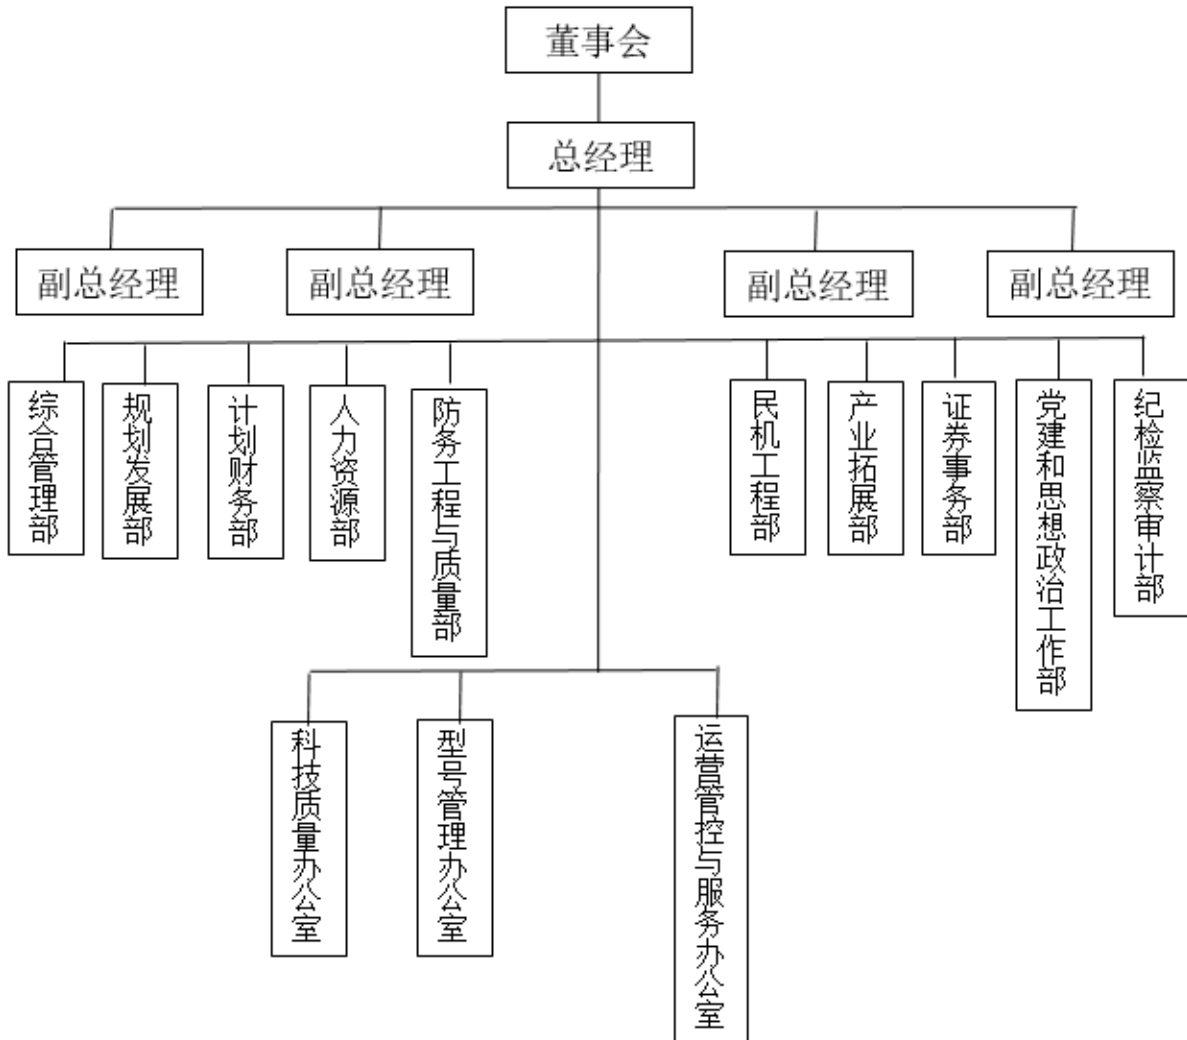 董事会
总经理
副总经理
副总经理
副总经理
副总经理
综合管理部
规划发展部
计划财务部
人力资源部
防务工程与质量部
民机工程部
产业拓展部
证券事务部
党建和思想政治工作部
纪检监察审计部
科技质量办公室
型号管理办公室
运营管控与服务办公室